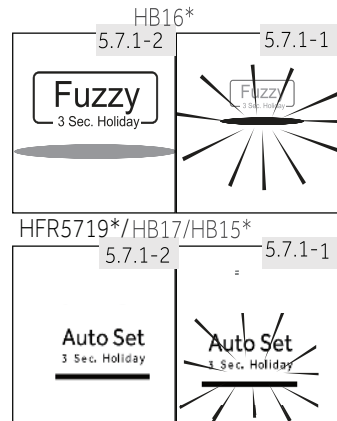 HB16*
5.7.1-2
5.7.1-1
Fuzzy
3 Sec. Holiday
Fuzzy
3 Sec. Holiday
HFR5719*/HB17/HB15*
5.7.1-2
5.7.1-1
Auto Set
3 Sec. Holiday
Auto Set
3 Sec. Holiday